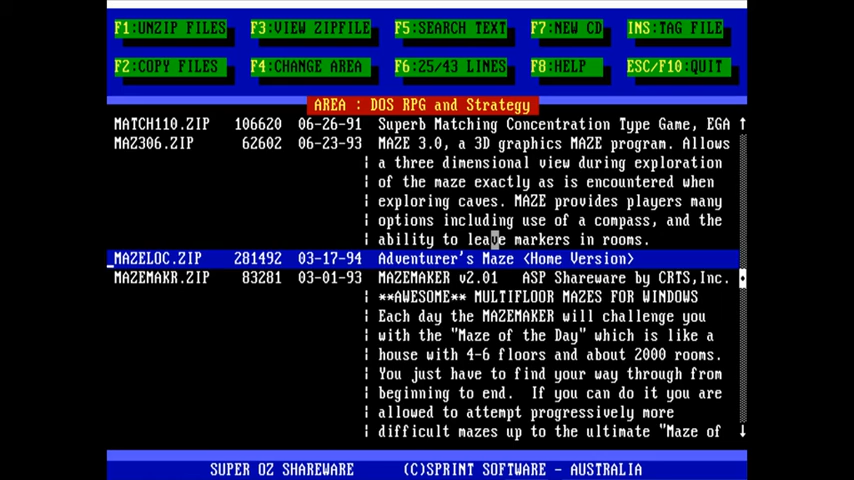 F1:UNZIP FILES F3:VIEW ZIPFILE F5:SEARCH TEXT F7:NEW CD INS:TAG FILE
F2:COPY FILES F4:CHANGE AREA F6:25/43 LINES F8:HELP ESC/F10:QUIT
AREA : DOS RPG and Strategy
MATCH110.ZIP 106620 06-26-91 Superb Matching Concentration Type Game, EGA ↑
MAZ306.ZIP 62602 06-23-93 MAZE 3.0, a 3D graphics MAZE program. Allows
| a three dimensional view during exploration
| of the maze exactly as is encountered when
| exploring caves. MAZE provides players many
| options including use of a compass, and the
| ability to leave markers in rooms.
MAZELOC.ZIP 281492 03-17-94 Adventurer's Maze <Home Version>
MAZEMAKR.ZIP 83281 03-01-93 MAZEMAKER v2.01 ASP Shareware by CRTS,Inc.
| **AWESOME** MULTIFLOOR MAZES FOR WINDOWS
| Each day the MAZEMAKER will challenge you
| with the "Maze of the Day" which is like a
| house with 4-6 floors and about 2000 rooms.
| You just have to find your way through from
| beginning to end. If you can do it you are
| allowed to attempt progressively more
| difficult mazes up to the ultimate "Maze of ↓
SUPER OZ SHAREWARE (C)SPRINT SOFTWARE - AUSTRALIA